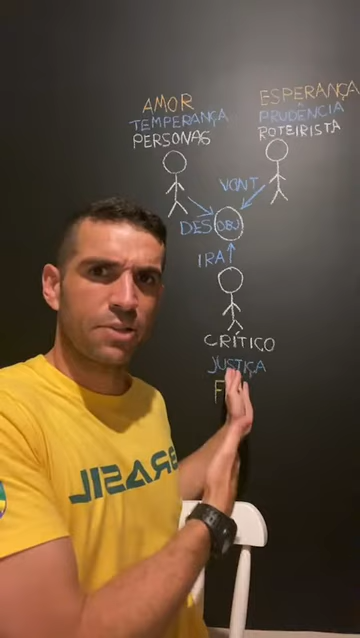 AMOR
TEMPERANÇA
PERSONAS
ESPERANÇA
PRUDÊNCIA
ROTEIRISTA
VONT
DES
OBJ
IRA
CRÍTICO
JUSTIÇA
BRASIL